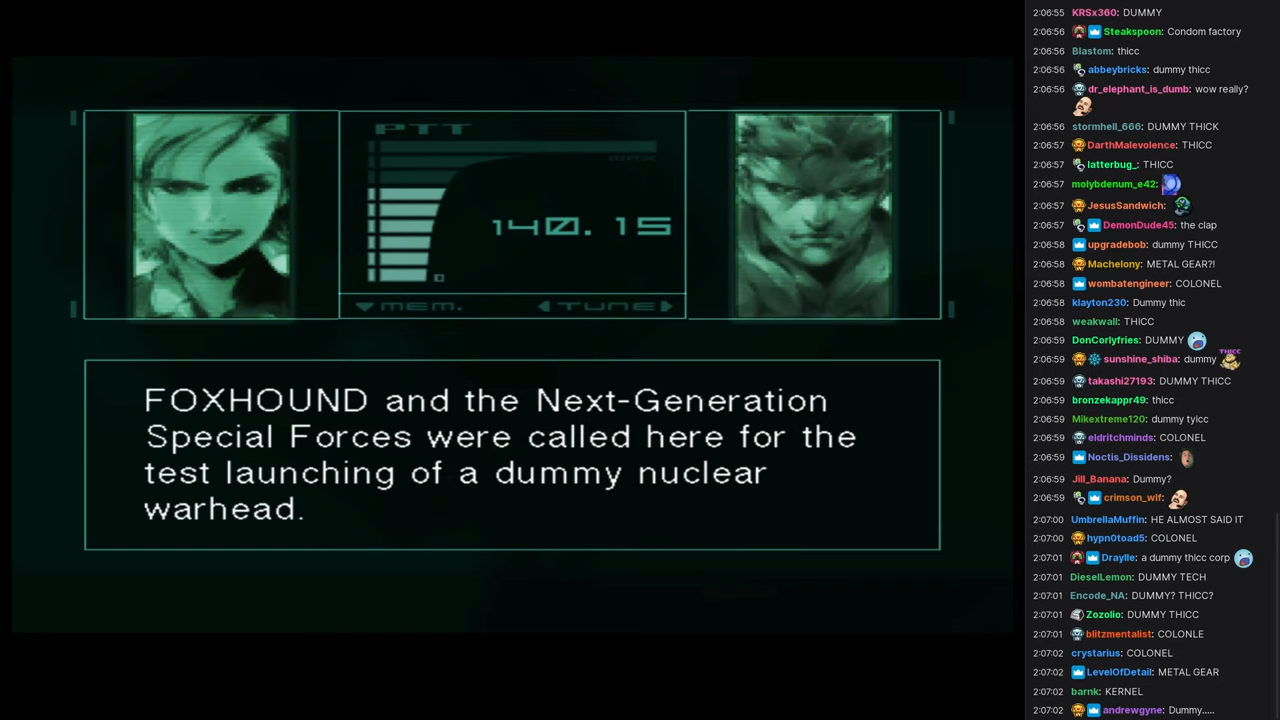 PTT
140.15
MEM.
TUNE
FOXHOUND and the Next-Generation
Special Forces were called here for the
test launching of a dummy nuclear
warhead.
2:06:55 KRSx360: DUMMY
2:06:56 Steakspoon: Condom factory
2:06:56 Blastom: thicc
2:06:56 abbeybricks: dummy thicc
2:06:56 dr_elephant_is_dumb: wow really?
2:06:56 stormhell_666: DUMMY THICK
2:06:57 DarthMalevolence: THICC
2:06:57 latterbug_: THICC
2:06:57 molybdenum_e42:
2:06:57 JesusSandwich:
2:06:57 DemonDude45: the clap
2:06:58 upgradebob: dummy THICC
2:06:58 Machelony: METAL GEAR?!
2:06:58 wombatengineer: COLONEL
2:06:58 klayton230: Dummy thic
2:06:58 weakwall: THICC
2:06:59 DonCorlyfries: DUMMY
2:06:59 sunshine_shiba: dummy THICC
2:06:59 takashi27193: DUMMY THICC
2:06:59 bronzekappr49: thicc
2:06:59 Mikextreme120: dummy tyicc
2:06:59 eldritchminds: COLONEL
2:06:59 Noctis_Dissidens:
2:06:59 Jill_Banana: Dummy?
2:06:59 crimson_wlf:
2:07:00 UmbrellaMuffin: HE ALMOST SAID IT
2:07:00 hypn0toad5: COLONEL
2:07:01 Draylle: a dummy thicc corp
2:07:01 DieselLemon: DUMMY TECH
2:07:01 Encode_NA: DUMMY? THICC?
2:07:01 Zozolio: DUMMY THICC
2:07:01 blitzmentalist: COLONLE
2:07:02 crystarius: COLONEL
2:07:02 LevelOfDetail: METAL GEAR
2:07:02 barnk: KERNEL
2:07:02 andrewgyne: Dummy.....